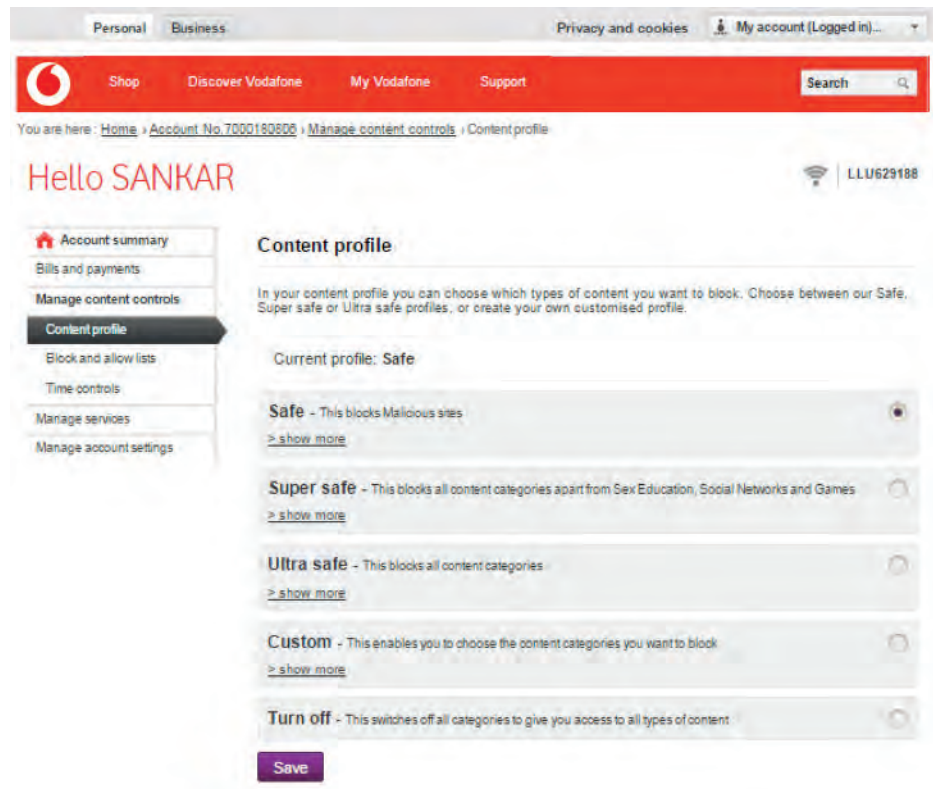 Personal Business Privacy and cookies My account (Logged in)...
Shop Discover Vodafone My Vodafone Support Search
You are here : Home › Account No.7000180806 › Manage content controls › Content profile
Hello SANKAR LLU629188
Account summary
Bills and payments
Manage content controls
Content profile
Block and allow lists
Time controls
Manage services
Manage account settings
Content profile
In your content profile you can choose which types of content you want to block. Choose between our Safe,
Super safe or Ultra safe profiles, or create your own customised profile.
Current profile: Safe
Safe - This blocks Malicious sites
> show more
Super safe - This blocks all content categories apart from Sex Education, Social Networks and Games
> show more
Ultra safe - This blocks all content categories
> show more
Custom - This enables you to choose the content categories you want to block
> show more
Turn off - This switches off all categories to give you access to all types of content
Save